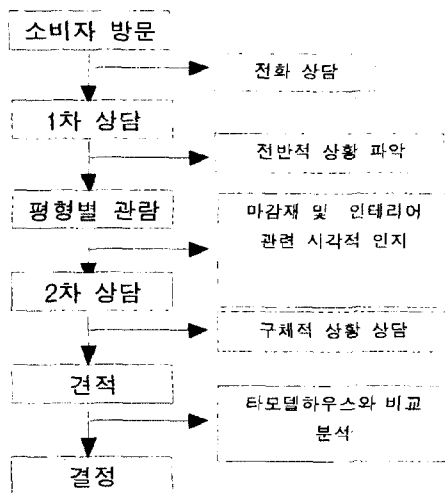 소비자 방문
전화 상담
1차 상담
전반적 상황 파악
평형별 관람
마감재 및 인테리어
관련 시각적 인지
2차 상담
구체적 상황 상담
견적
타모델하우스와 비교
분석
결정